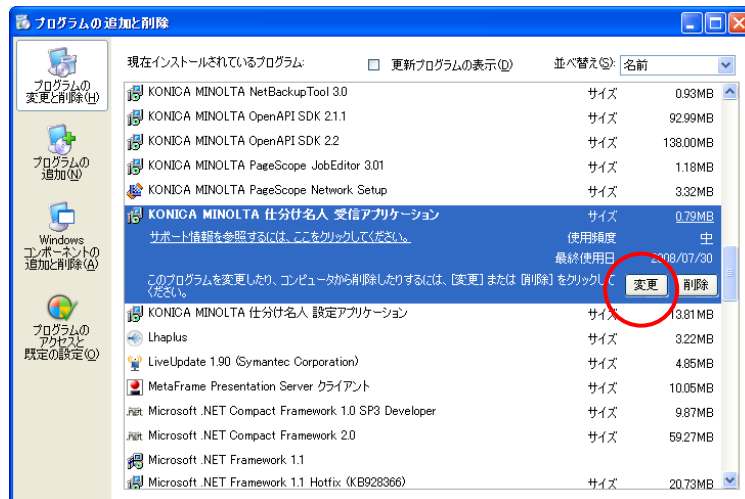 プログラムの追加と削除
プログラムの
変更と削除(H)
プログラムの
追加(N)
Windows
コンポーネントの
追加と削除(A)
プログラムの
アクセスと
既定の設定(O)
現在インストールされているプログラム:
更新プログラムの表示(D)
並べ替え(S):
名前
KONICA MINOLTA NetBackupTool 3.0 サイズ 0.93MB
KONICA MINOLTA OpenAPI SDK 2.1.1 サイズ 92.99MB
KONICA MINOLTA OpenAPI SDK 2.2 サイズ 138.00MB
KONICA MINOLTA PageScope JobEditor 3.01 サイズ 1.18MB
KONICA MINOLTA PageScope Network Setup サイズ 3.32MB
KONICA MINOLTA 仕分け名人 受信アプリケーション サイズ 0.79MB
サポート情報を参照するには、ここをクリックしてください。 使用頻度 中
最終使用日 2008/07/30
このプログラムを変更したり、コンピュータから削除したりするには、[変更] または [削除] をクリックして
ください。
変更 削除
KONICA MINOLTA 仕分け名人 設定アプリケーション サイズ 13.81MB
Lhaplus サイズ 3.22MB
LiveUpdate 1.90 (Symantec Corporation) サイズ 4.85MB
MetaFrame Presentation Server クライアント サイズ 10.05MB
Microsoft .NET Compact Framework 1.0 SP3 Developer サイズ 9.87MB
Microsoft .NET Compact Framework 2.0 サイズ 59.27MB
Microsoft .NET Framework 1.1
Microsoft .NET Framework 1.1 Hotfix (KB928366) サイズ 20.73MB